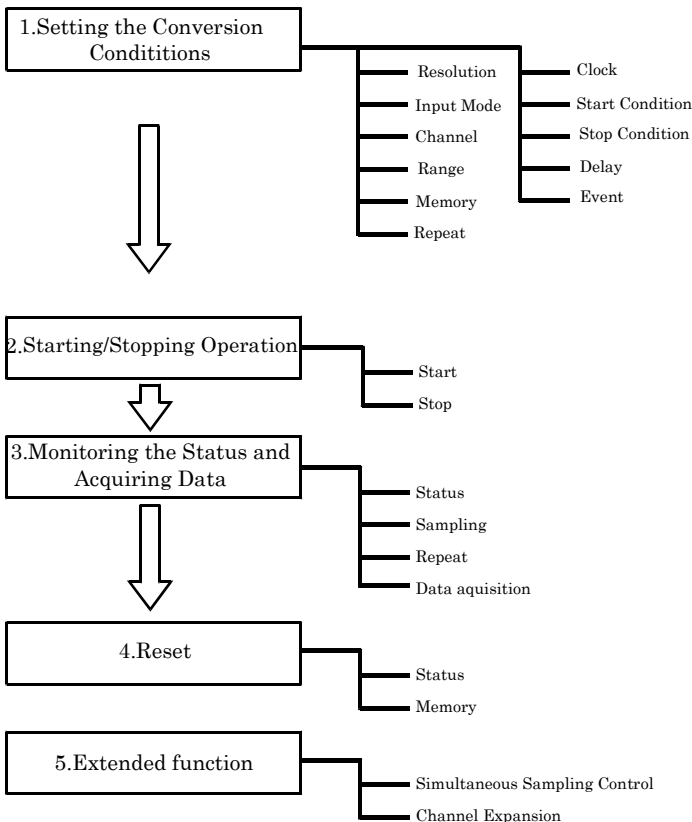 1.Setting the Conversion
Condititions
Resolution
Input Mode
Channel
Range
Memory
Repeat
Clock
Start Condition
Stop Condition
Delay
Event
2.Starting/Stopping Operation
Start
Stop
3.Monitoring the Status and
Acquiring Data
Status
Sampling
Repeat
Data aquisition
4.Reset
Status
Memory
5.Extended function
Simultaneous Sampling Control
Channel Expansion